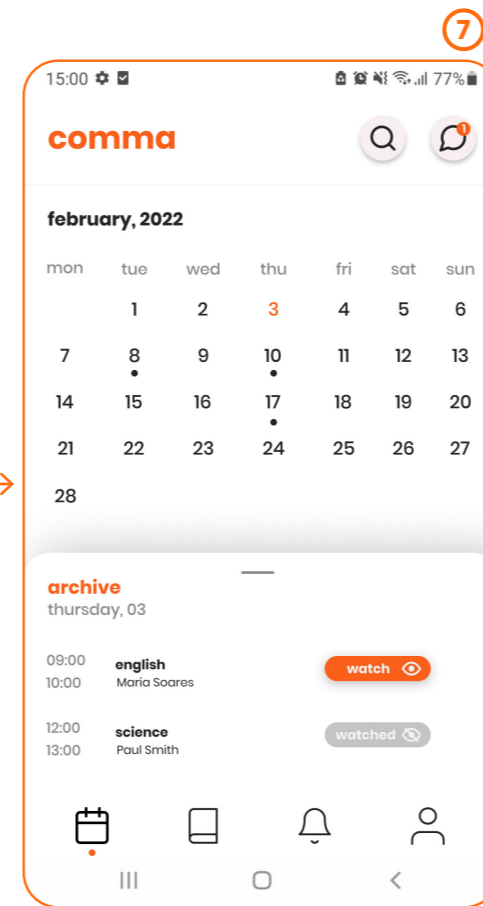 7
15:00 77%
comma
1
february, 2022
mon tue wed thu fri sat sun
1 2 3 4 5 6
7 8 9 10 11 12 13
14 15 16 17 18 19 20
21 22 23 24 25 26 27
28
archive
thursday, 03
09:00 english watch
10:00 Maria Soares
12:00 science watched
13:00 Paul Smith